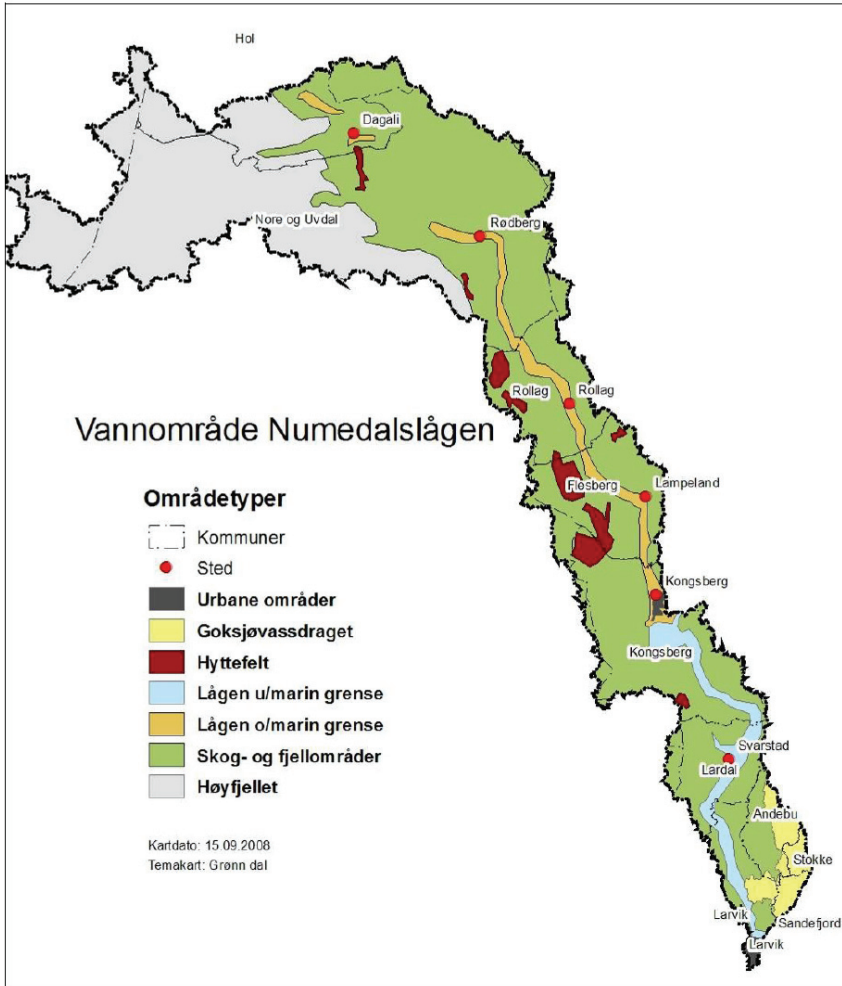 Hol
Dagali
Nore og Uvdal
Rødberg
Rollag
Rollag
Vannområde Numedalslågen
Flesberg
Lampeland
Områdetyper
Kommuner
Sted
Urbane områder
Goksjøvassdraget
Hyttefelt
Lågen u/marin grense
Lågen o/marin grense
Skog- og fjellområder
Høyfjellet
Kongsberg
Kongsberg
Svarstad
Lardal
Andebu
Stokke
Larvik
Sandefjord
Larvik
Kartdato: 15.09.2008
Temakart: Grønn dal